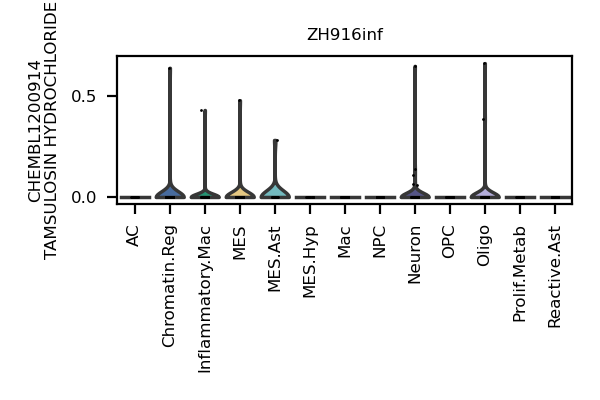 ZH916inf
CHEMBL1200914
TAMSULOSIN HYDROCHLORIDE
0.5
0.0
AC
Chromatin.Reg
Inflammatory.Mac
MES
MES.Ast
MES.Hyp
Mac
NPC
Neuron
OPC
Oligo
Prolif.Metab
Reactive.Ast